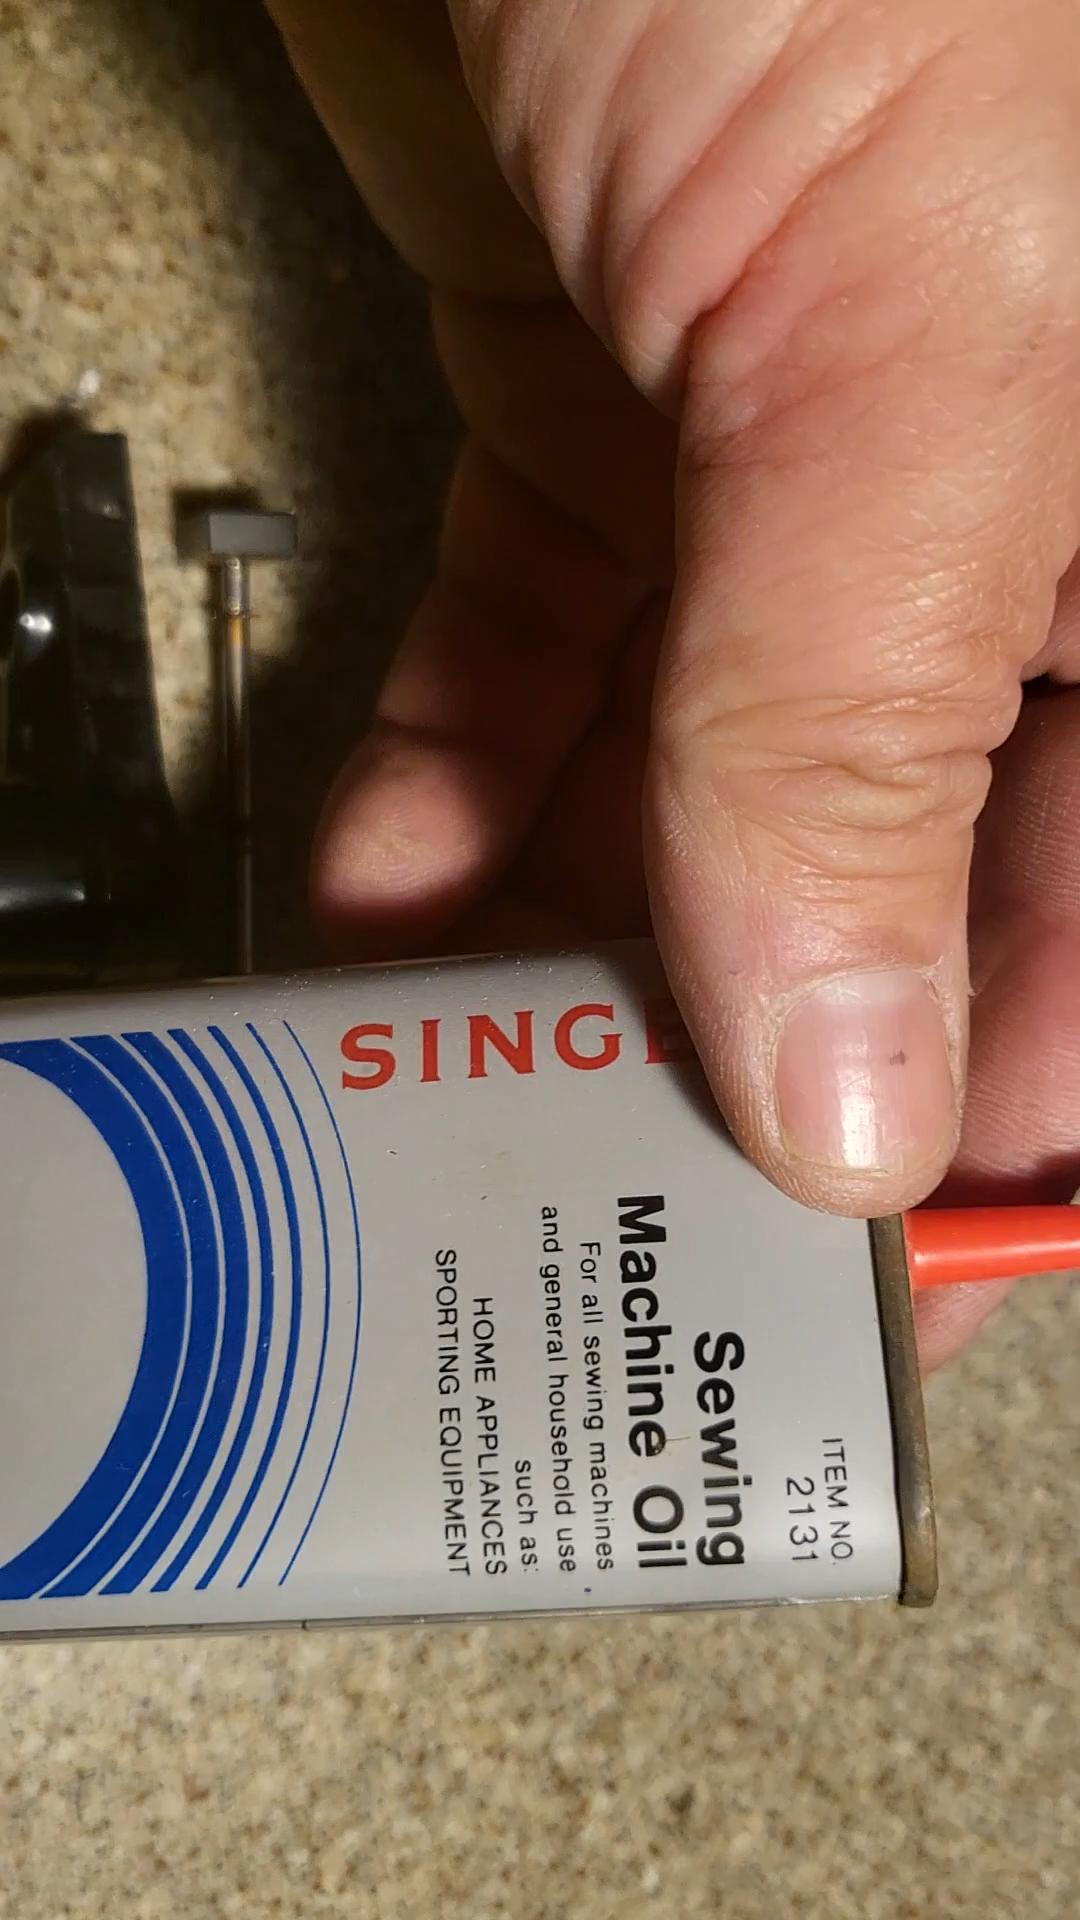 ITEM NO.
2131
Sewing
Machine Oil
For all sewing machines
and general household use
such as:
HOME APPLIANCES
SPORTING EQUIPMENT
SINGE